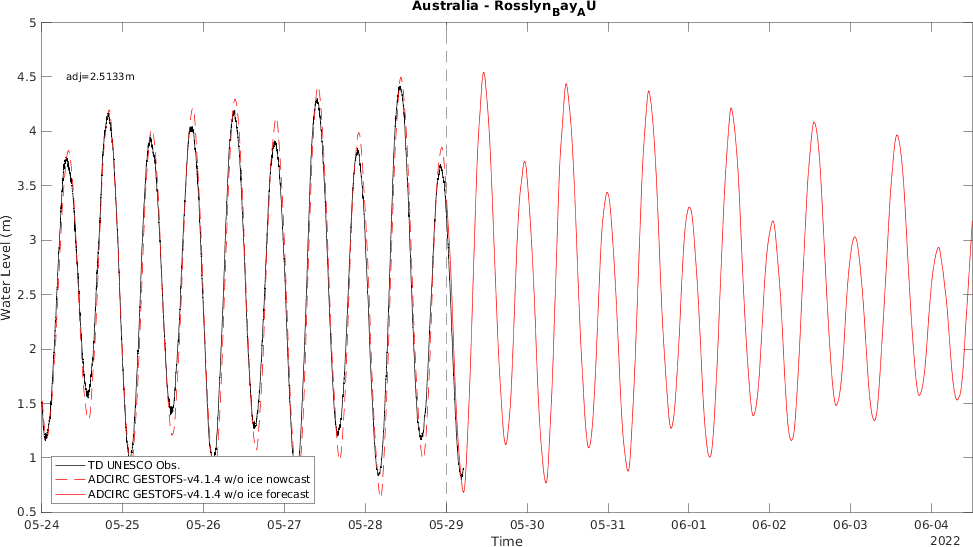 Australia - Rosslyn_Bay_AU
adj=2.5133m
Water Level (m)
5
4.5
4
3.5
3
2.5
2
1.5
1
0.5
TD UNESCO Obs.
ADCIRC GESTOFS-v4.1.4 w/o ice nowcast
ADCIRC GESTOFS-v4.1.4 w/o ice forecast
05-24 05-25 05-26 05-27 05-28 05-29 05-30 05-31 06-01 06-02 06-03 06-04
Time
2022